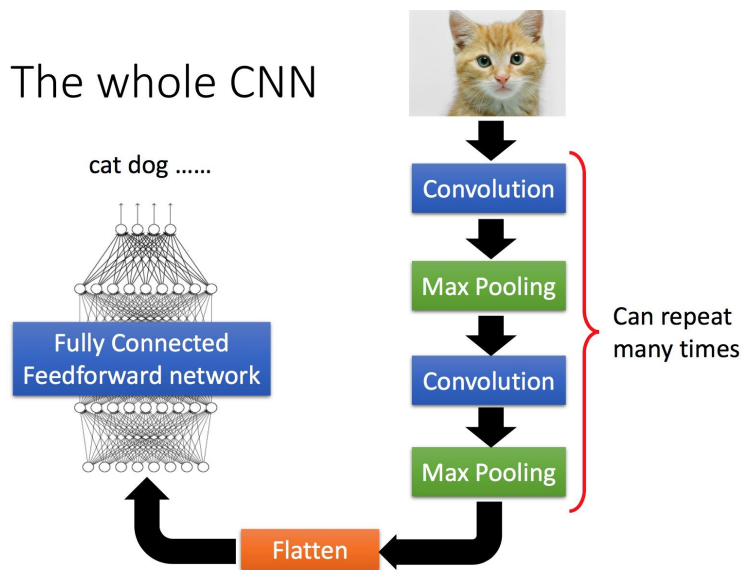 The whole CNN
cat dog ……
Convolution
Max Pooling
Convolution
Max Pooling
Can repeat
many times
Flatten
Fully Connected
Feedforward network